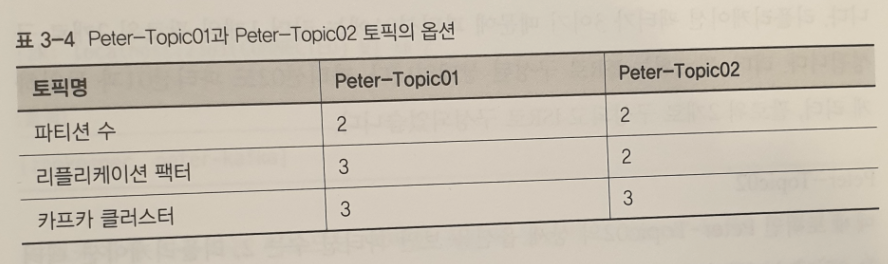 표 3-4 Peter-Topic01과 Peter-Topic02 토픽의 옵션
토픽명 Peter-Topic01 Peter-Topic02
파티션 수 2 2
리플리케이션 팩터 3 2
카프카 클러스터 3 3